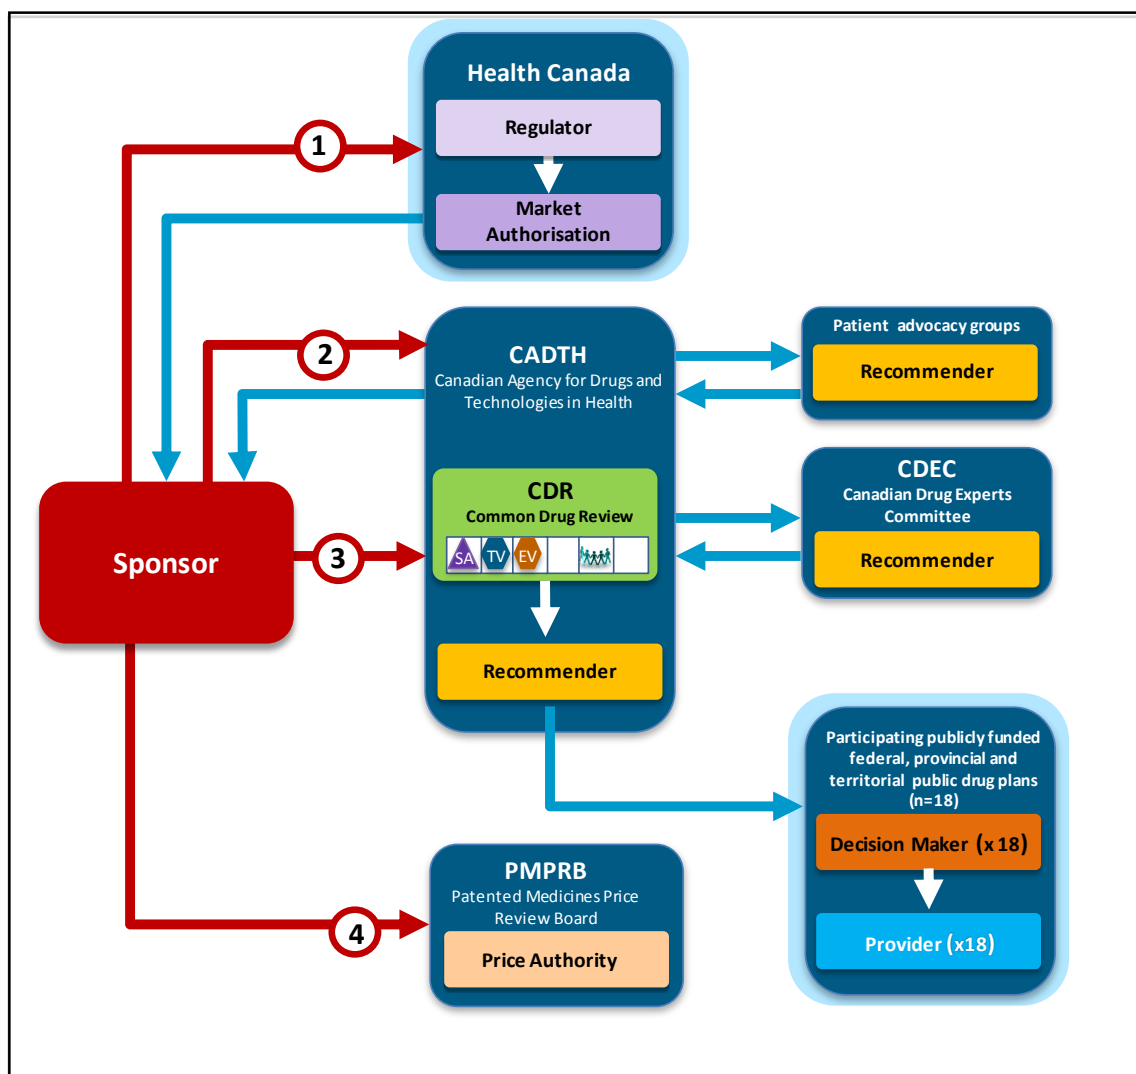 Health Canada
Regulator
Market
Authorisation
1
2
CADTH
Canadian Agency for Drugs and
Technologies in Health
Patient advocacy groups
Recommender
CDEC
Canadian Drug Experts
Committee
Recommender
Sponsor
3
CDR
Common Drug Review
SA TV EV
Recommender
Participating publicly funded
federal, provincial and
territorial public drug plans
(n=18)
Decision Maker (x 18)
Provider (x18)
4
PMPRB
Patented Medicines Price
Review Board
Price Authority